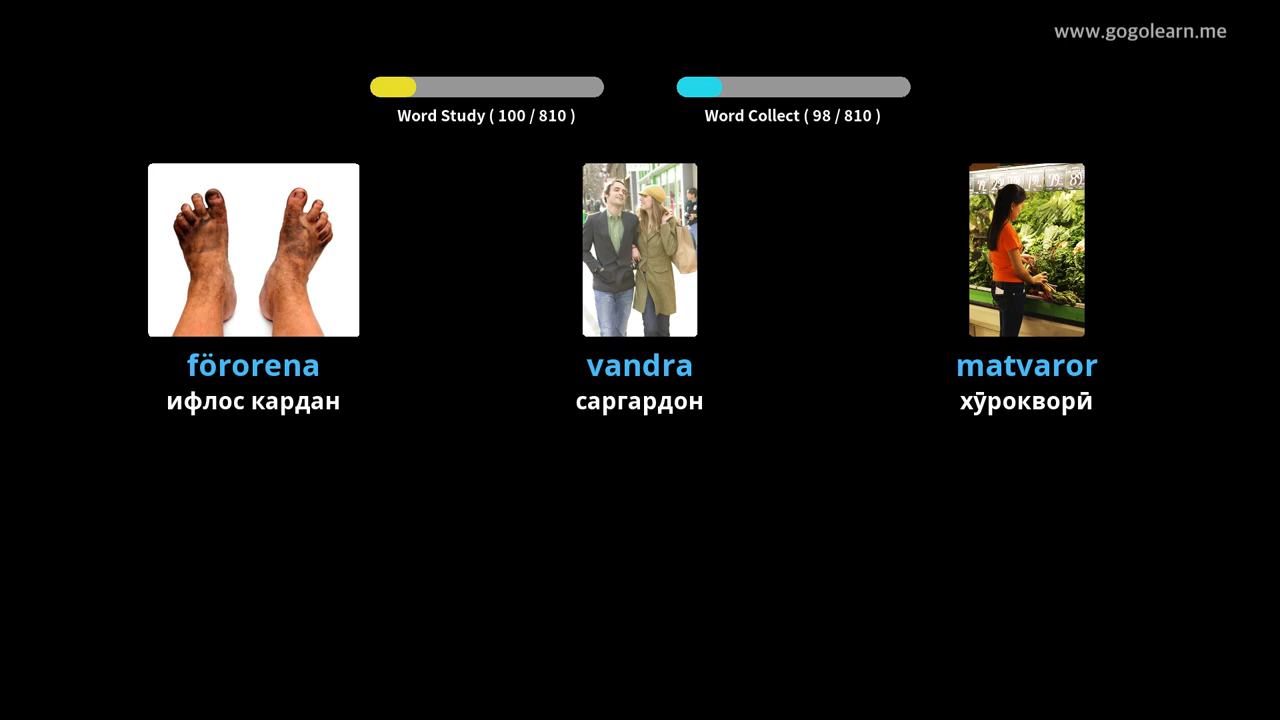 www.gogolearn.me
Word Study ( 100 / 810 )
Word Collect ( 98 / 810 )
förorena
ифлос кардан
vandra
саргардон
matvaror
хӯрокворӣ